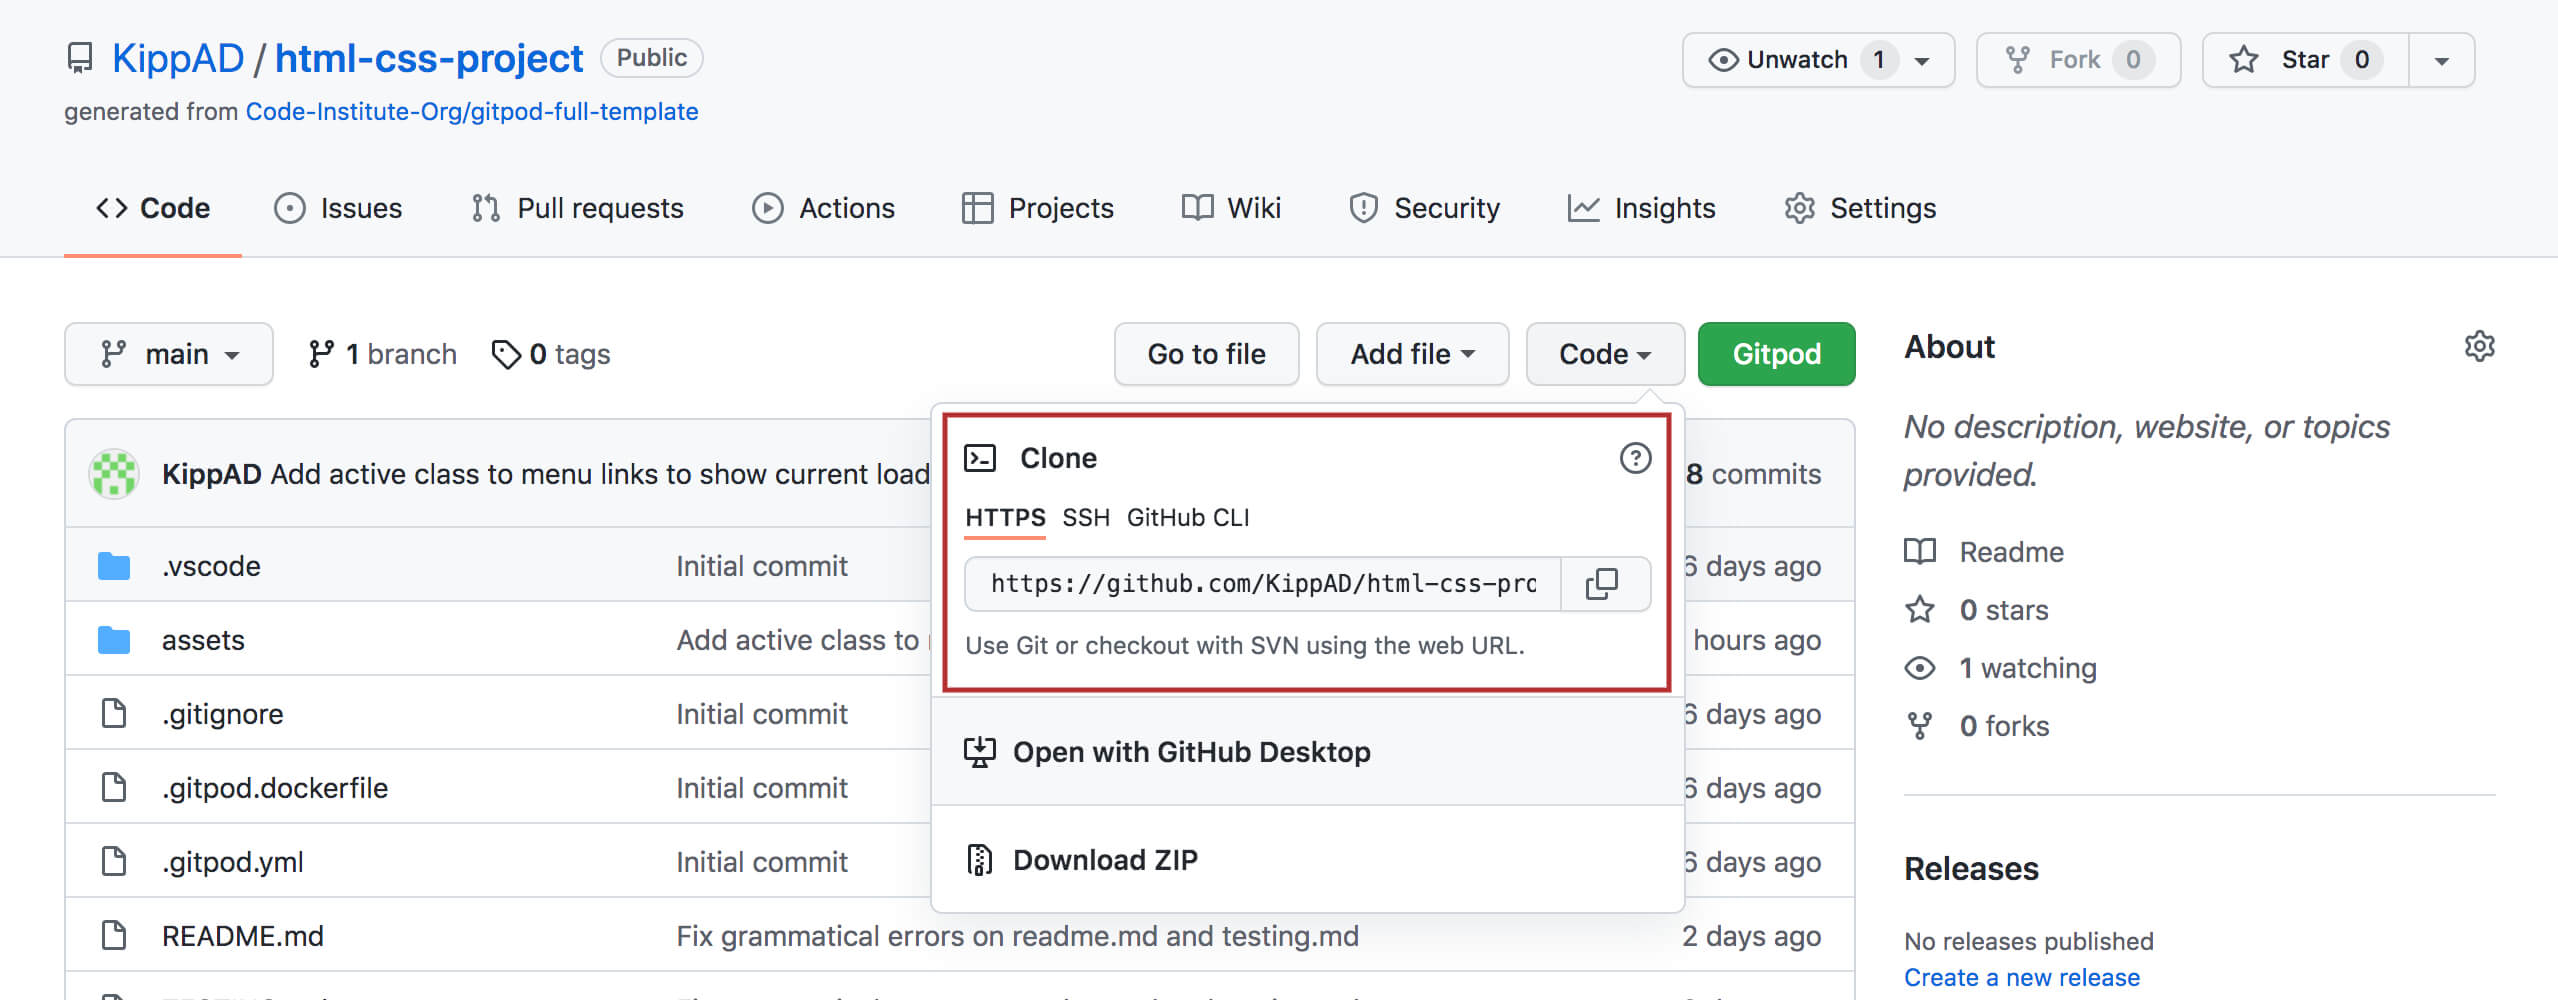 KippAD / html-css-project Public
Unwatch 1
Fork 0
Star 0
generated from Code-Institute-Org/gitpod-full-template
Code
Issues
Pull requests
Actions
Projects
Wiki
Security
Insights
Settings
main
1 branch
0 tags
Go to file
Add file
Code
Gitpod
KippAD Add active class to menu links to show current load
8 commits
.vscode
Initial commit
6 days ago
assets
Add active class to
hours ago
.gitignore
Initial commit
6 days ago
.gitpod.dockerfile
Initial commit
6 days ago
.gitpod.yml
Initial commit
6 days ago
README.md
Fix grammatical errors on readme.md and testing.md
2 days ago
Clone
HTTPS
SSH
GitHub CLI
https://github.com/KippAD/html-css-pro
Use Git or checkout with SVN using the web URL.
Open with GitHub Desktop
Download ZIP
About
No description, website, or topics
provided.
Readme
0 stars
1 watching
0 forks
Releases
No releases published
Create a new release